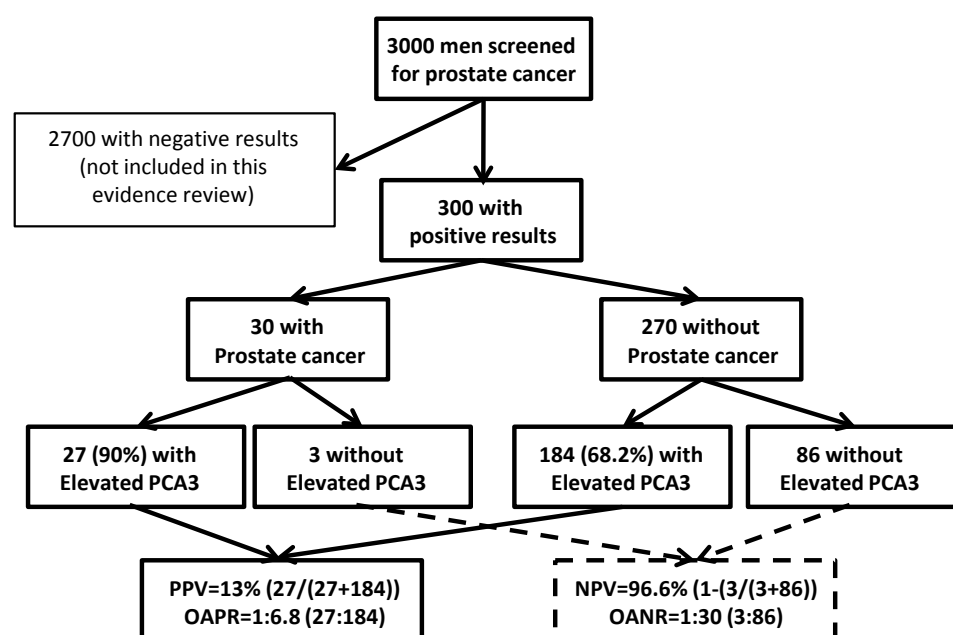 3000 men screened
for prostate cancer
2700 with negative results
(not included in this
evidence review)
300 with
positive results
30 with
Prostate cancer
270 without
Prostate cancer
27 (90%) with
Elevated PCA3
3 without
Elevated PCA3
184 (68.2%) with
Elevated PCA3
86 without
Elevated PCA3
PPV=13% (27/(27+184))
OAPR=1:6.8 (27:184)
NPV=96.6% (1-(3/(3+86))
OANR=1:30 (3:86)